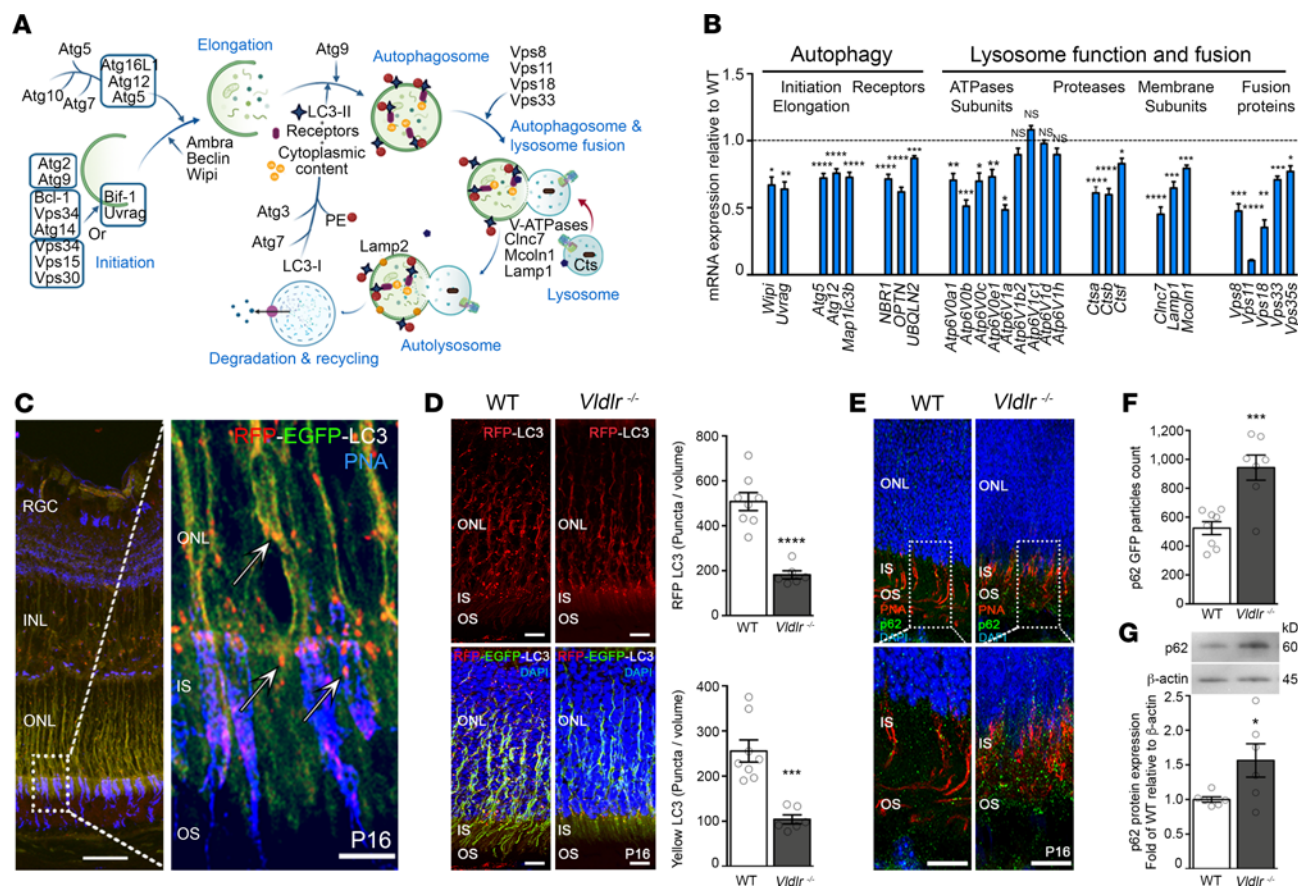 A
Atg5
Atg16L1
Atg12
Atg5
Atg10
Atg7
Elongation
Atg9
LC3-II
+
Receptors
+
Cytoplasmic
content
Autophagosome
Vps8
Vps11
Vps18
Vps33
Autophagosome &
lysosome fusion
Ambra
Beclin
Wipi
Atg2
Atg9
Bcl-1
Vps34
Atg14
Or
Vps34
Vps15
Vps30
Bif-1
Uvrag
Initiation
Atg3
PE
Atg7
LC3-I
Lamp2
V-ATPases
Clnc7
Mcoln1
Lamp1
Cts
Lysosome
Autolysosome
Degradation & recycling
B
Autophagy
Lysosome function and fusion
Initiation
Elongation
Receptors
ATPases
Subunits
Proteases
Membrane
Subunits
Fusion
proteins
mRNA expression relative to WT
1.5
1.0
0.5
0
* ** **** **** *** **** **** *** ** *** * ** * NS NS NS NS **** **** * **** *** *** *** **** ** *** *
Wipi
Uvrag
Atg5
Atg12
Map1lc3b
NBR1
OPTN
UBQLN2
Atp6V0a1
Atp6V0b
Atp6V0c
Atp6V0e1
Atp6V1a
Atp6V1b2
Atp6V1c1
Atp6V1d
Atp6V1h
Ctsa
Ctsb
Ctsf
Clnc7
Lamp1
Mcoln1
Vps8
Vps11
Vps18
Vps33
Vps35s
C
RGC
INL
ONL
RFP-EGFP-LC3
PNA
ONL
IS
OS
P16
D
WT
Vldlr -/-
RFP-LC3
RFP-LC3
ONL
IS
OS
RFP-EGFP-LC3
DAPI
RFP-EGFP-LC3
DAPI
ONL
IS
OS
P16
RFP LC3 (Puncta / volume)
800
600
400
200
0
****
WT
Vldlr -/-
Yellow LC3 (Puncta / volume)
400
300
200
100
0
***
WT
Vldlr -/-
E
WT
Vldlr -/-
ONL
ONL
IS
OS
PNA
p62
DAPI
IS
OS
PNA
p62
DAPI
IS
OS
IS
OS
P16
F
p62 GFP particles count
1,200
1,000
800
600
400
200
0
***
WT
Vldlr -/-
G
kD
p62
60
β-actin
45
p62 protein expression
Fold of WT relative to β-actin
2.5
2.0
1.5
1.0
0.5
0
*
WT
Vldlr -/-